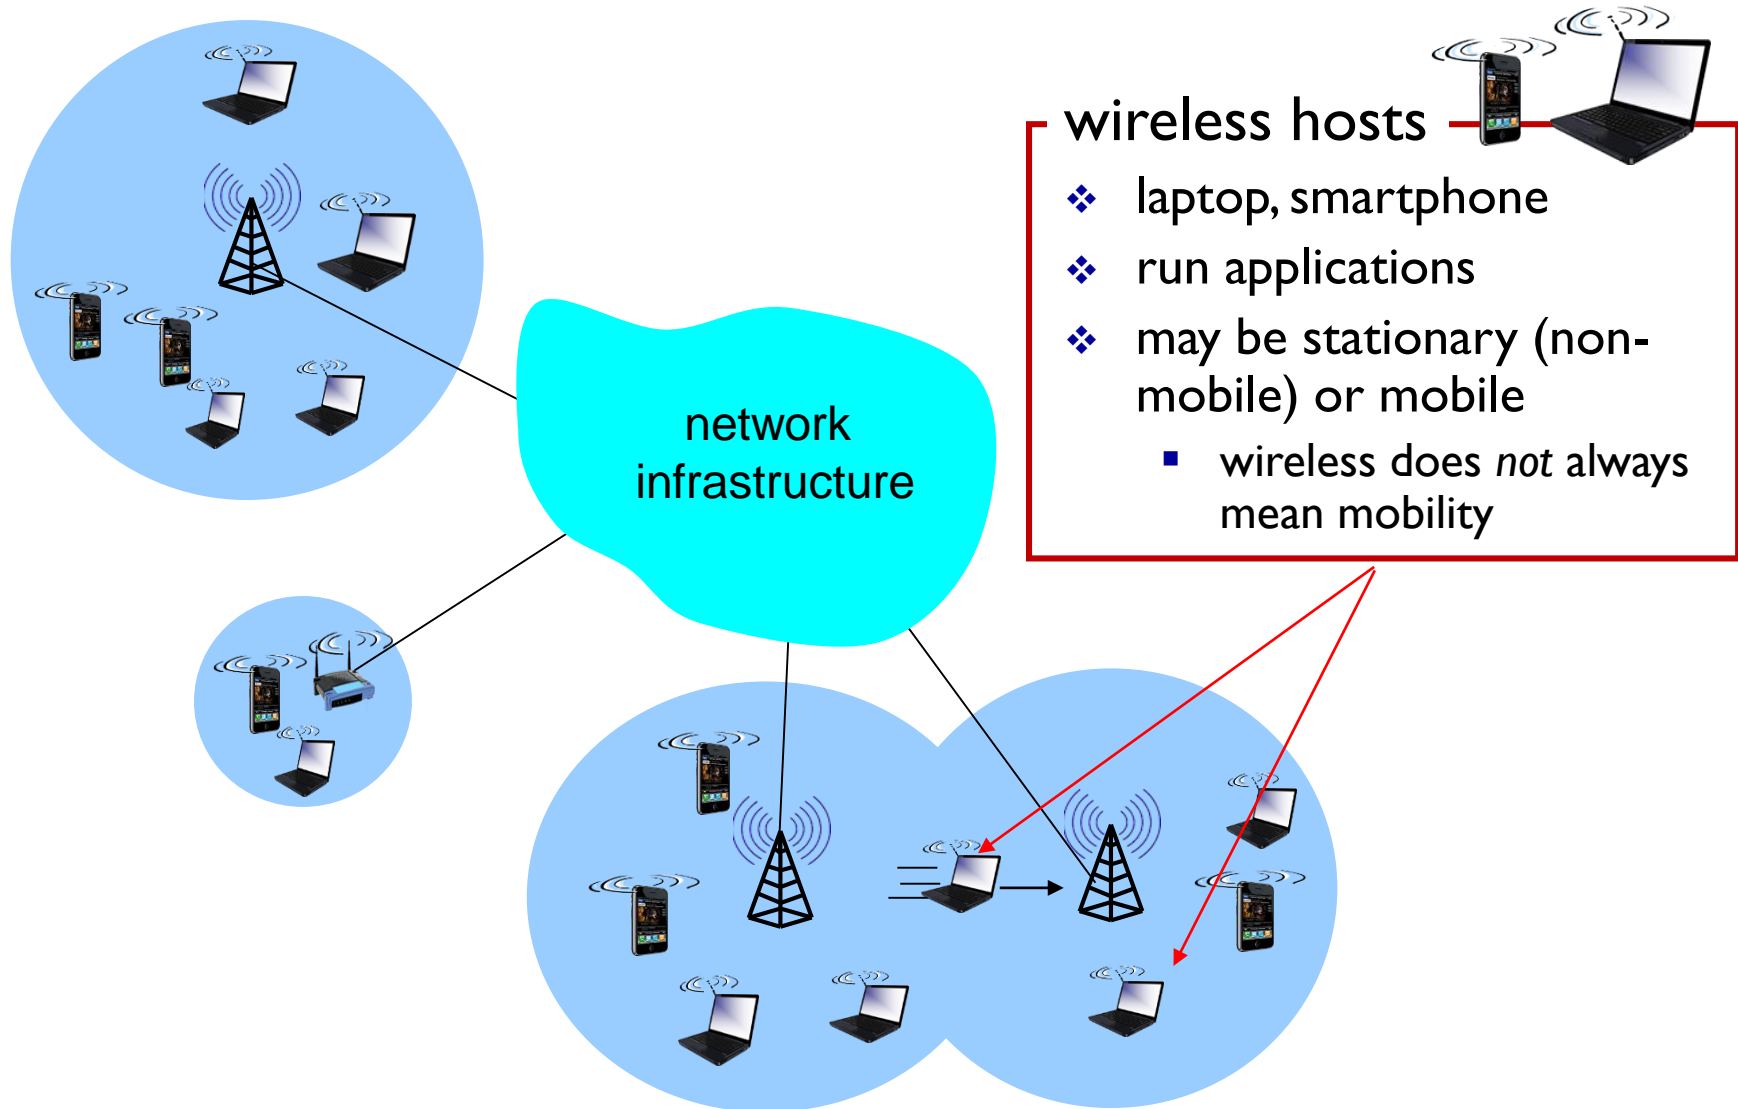 wireless hosts
❖ laptop, smartphone
❖ run applications
❖ may be stationary (non-
mobile) or mobile
▪ wireless does not always
mean mobility
network
infrastructure